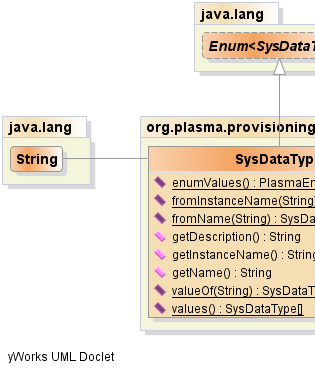 java.lang
Enum<SysDataT
java.lang
String
org.plasma.provisioning
SysDataTyp
enumValues() : PlasmaEn
fromInstanceName(String)
fromName(String) : SysDa
getDescription() : String
getInstanceName() : String
getName() : String
valueOf(String) : SysDataT
values() : SysDataType[]
yWorks UML Doclet